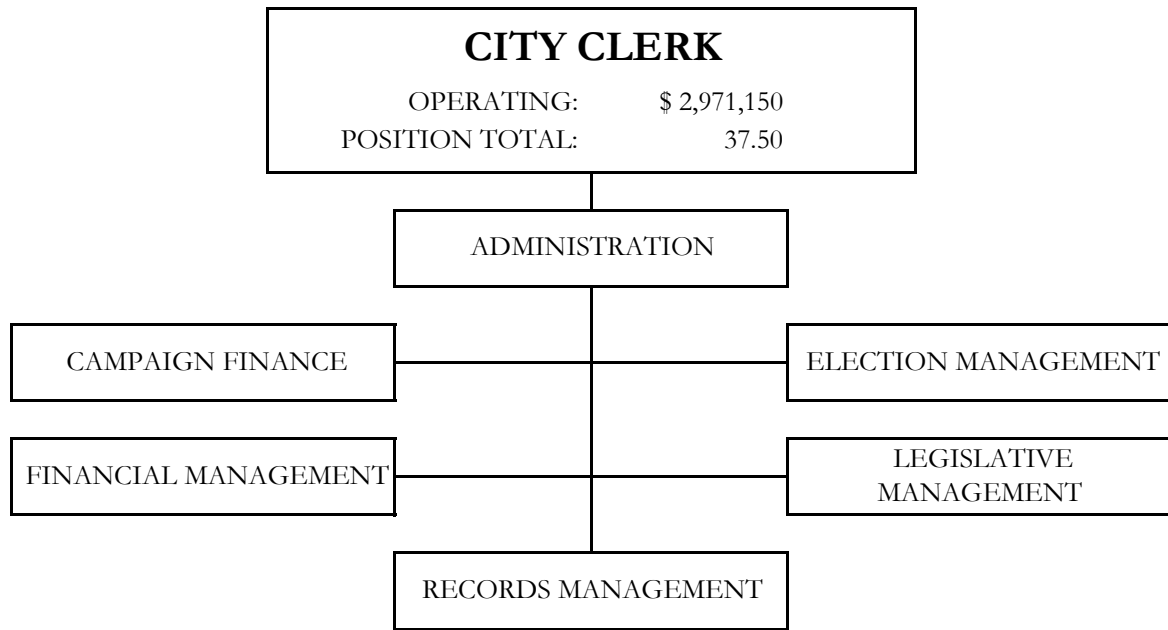 CITY CLERK
OPERATING: $ 2,971,150
POSITION TOTAL: 37.50
ADMINISTRATION
CAMPAIGN FINANCE
ELECTION MANAGEMENT
FINANCIAL MANAGEMENT
LEGISLATIVE
MANAGEMENT
RECORDS MANAGEMENT